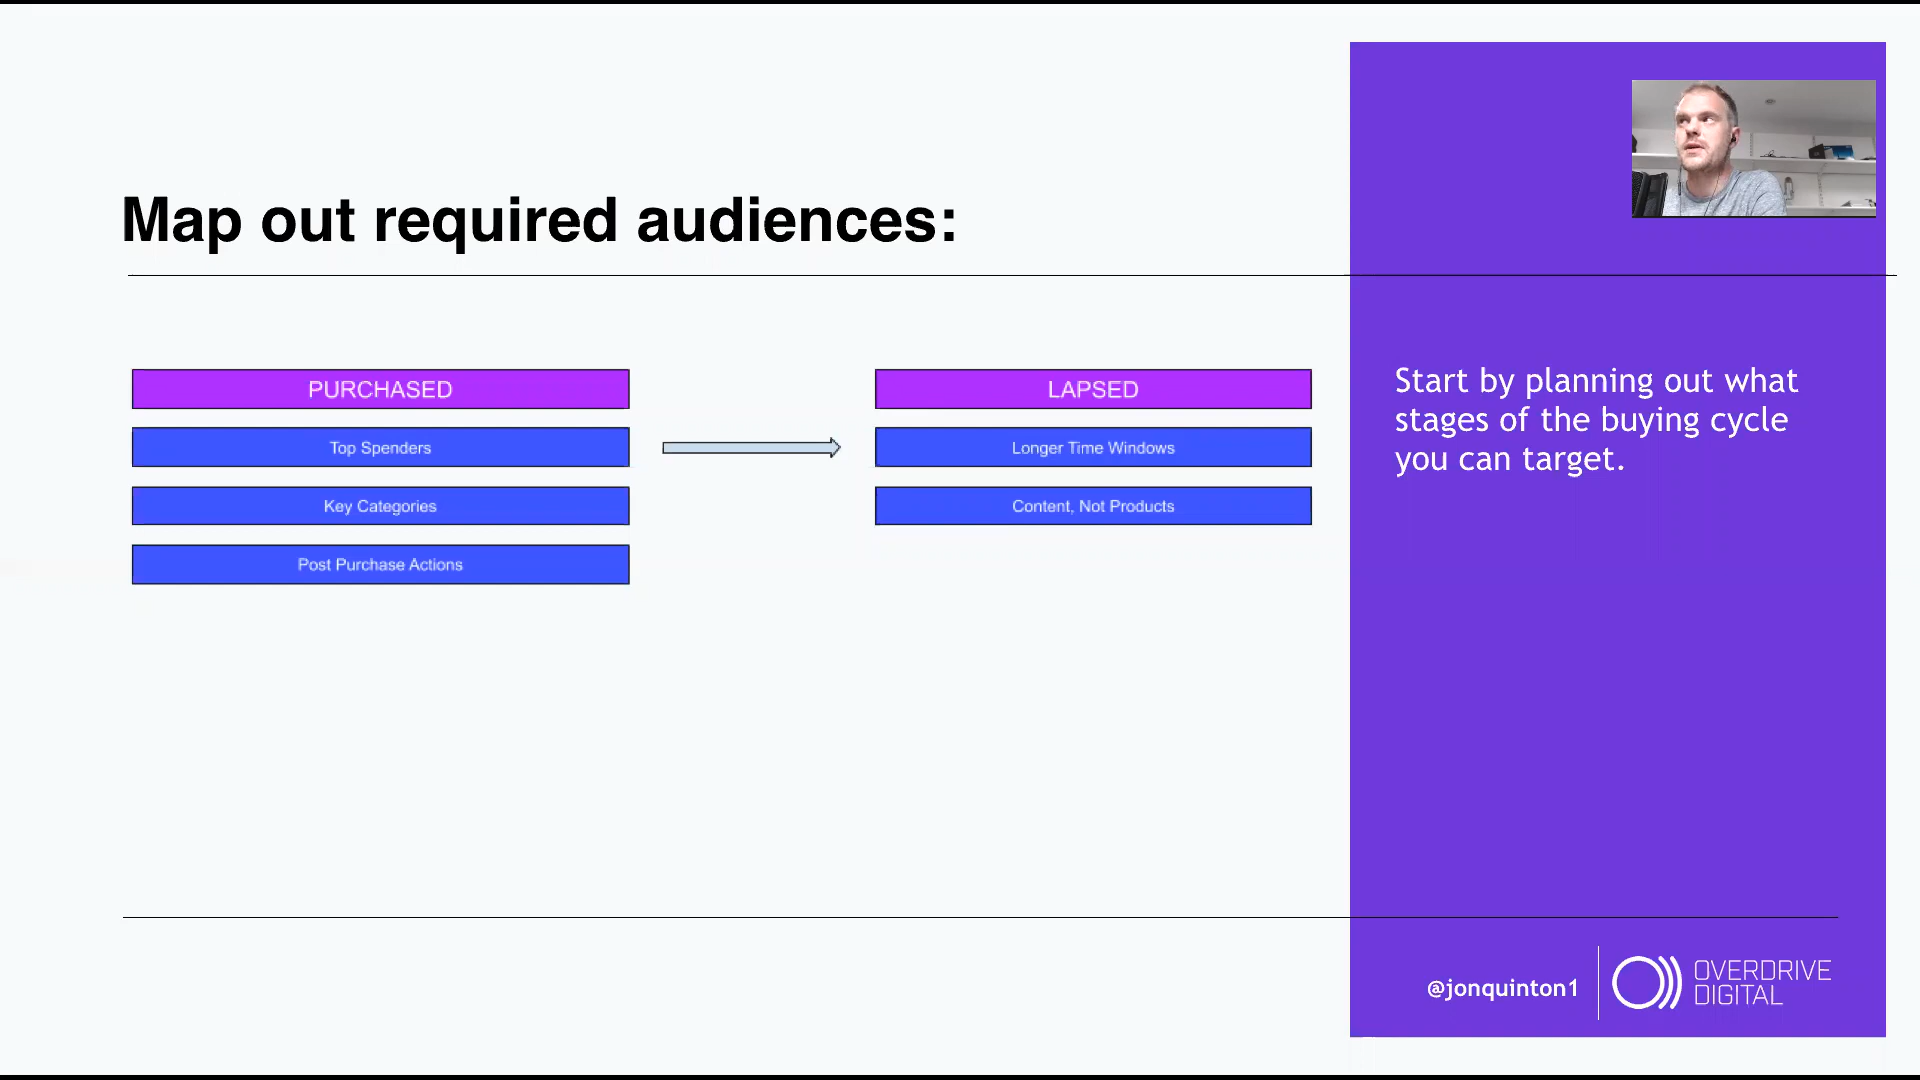 Map out required audiences:
PURCHASED
Top Spenders
Key Categories
Post Purchase Actions
LAPSED
Longer Time Windows
Content, Not Products
Start by planning out what
stages of the buying cycle
you can target.
@jonquinton1
OVERDRIVE
DIGITAL